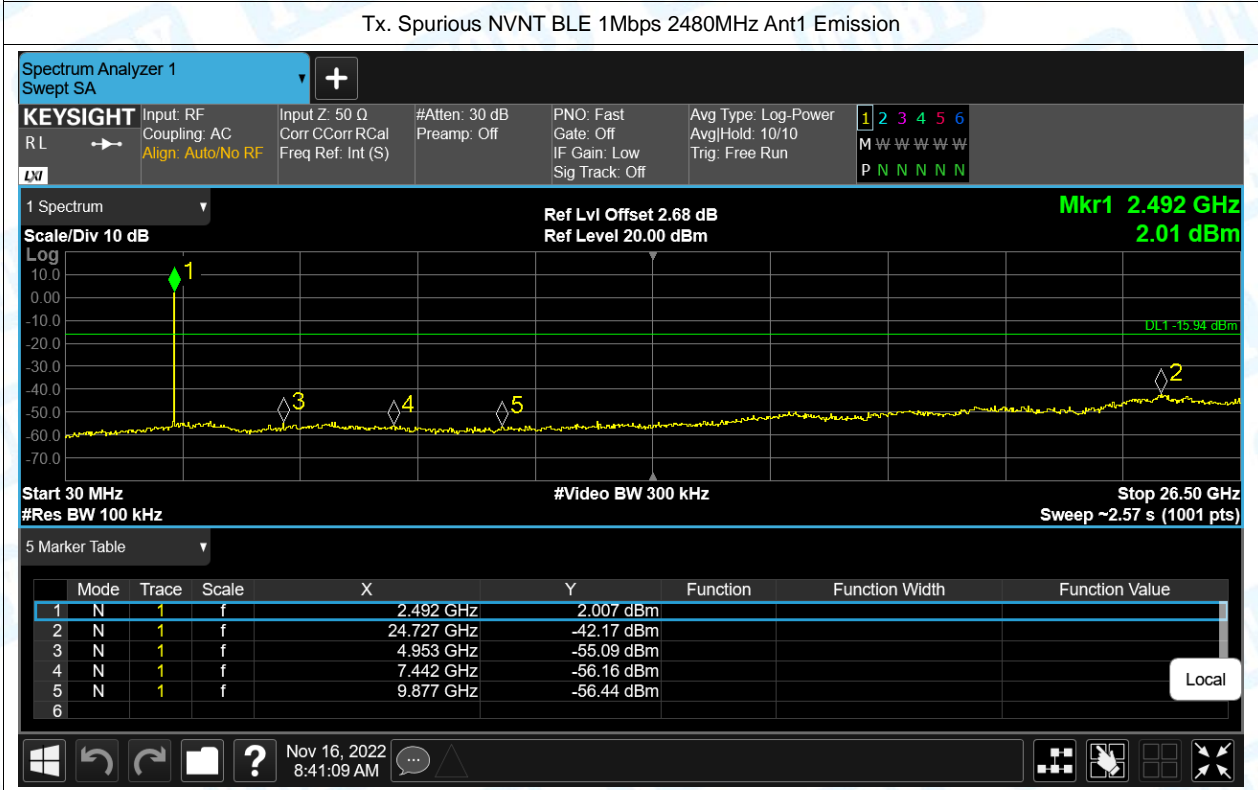 Tx. Spurious NVNT BLE 1Mbps 2480MHz Ant1 Emission
Spectrum Analyzer 1
Swept SA
+
KEYSIGHT
R L
LXI
Input: RF
Coupling: AC
Align: Auto/No RF
Input Z: 50 Ω
Corr CCorr RCal
Freq Ref: Int (S)
#Atten: 30 dB
Preamp: Off
PNO: Fast
Gate: Off
IF Gain: Low
Sig Track: Off
Avg Type: Log-Power
Avg|Hold: 10/10
Trig: Free Run
1 2 3 4 5 6
M W W W W W
P N N N N N
1 Spectrum
Scale/Div 10 dB
Ref Lvl Offset 2.68 dB
Ref Level 20.00 dBm
Mkr1 2.492 GHz
2.01 dBm
Log
10.0
0.00
-10.0
-20.0
-30.0
-40.0
-50.0
-60.0
-70.0
1
DL1 -15.94 dBm
2
3
4
5
Start 30 MHz
#Res BW 100 kHz
#Video BW 300 kHz
Stop 26.50 GHz
Sweep ~2.57 s (1001 pts)
5 Marker Table
Mode Trace Scale X Y Function Function Width Function Value
1 N 1 f 2.492 GHz 2.007 dBm
2 N 1 f 24.727 GHz -42.17 dBm
3 N 1 f 4.953 GHz -55.09 dBm
4 N 1 f 7.442 GHz -56.16 dBm
5 N 1 f 9.877 GHz -56.44 dBm
6
Local
?
Nov 16, 2022
8:41:09 AM